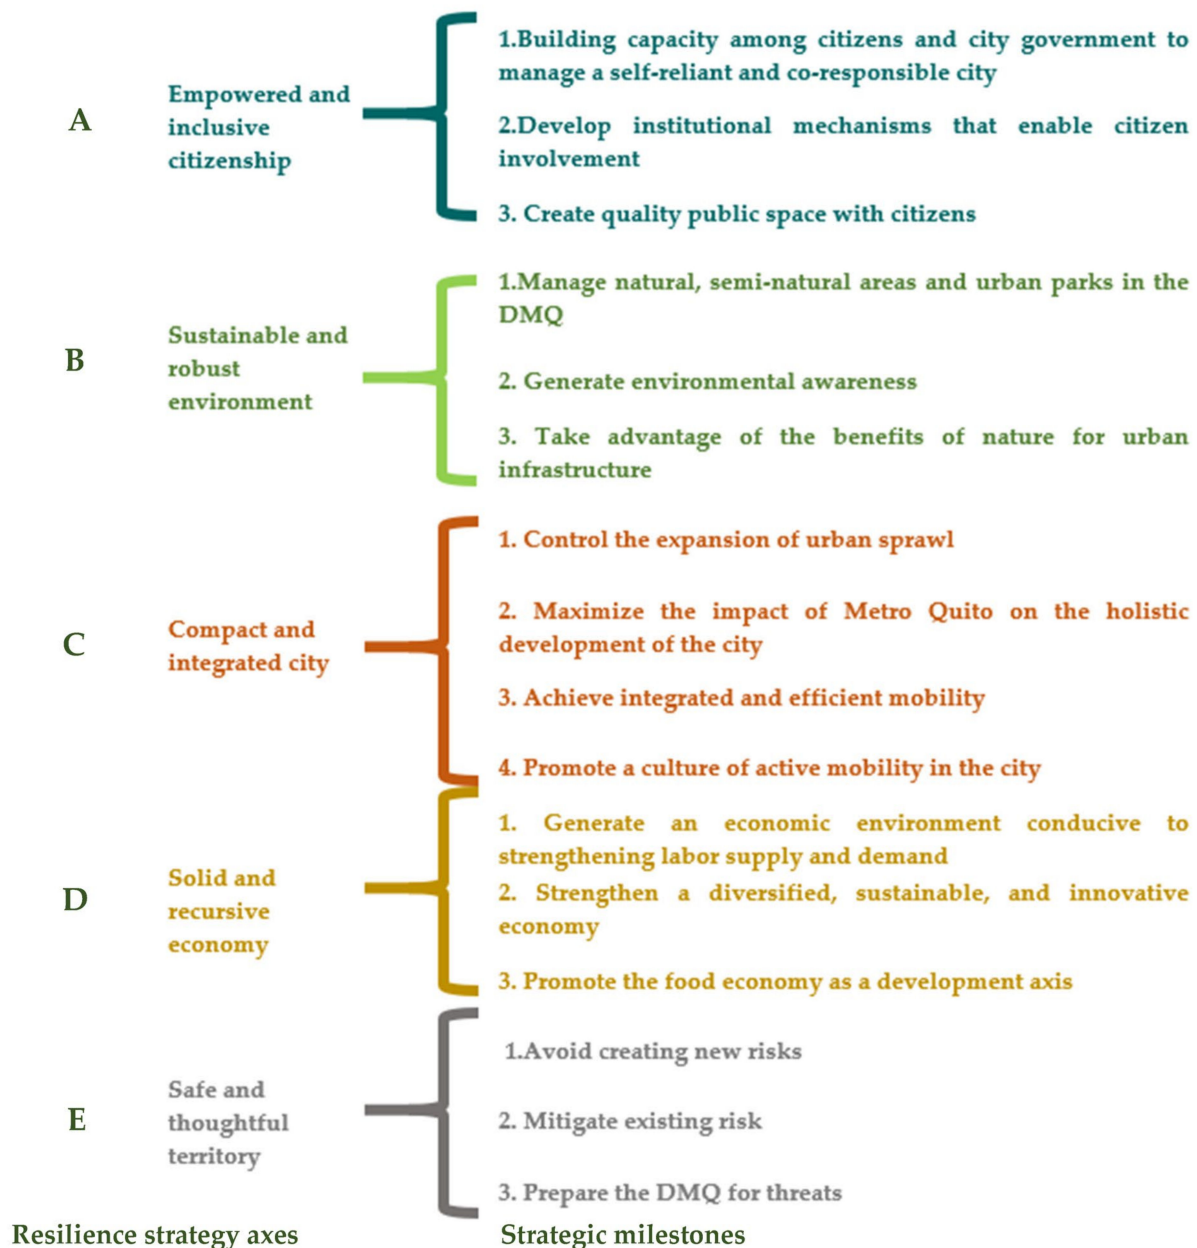 A
Empowered and
inclusive
citizenship
1.Building capacity among citizens and city government to
manage a self-reliant and co-responsible city
2.Develop institutional mechanisms that enable citizen
involvement
3. Create quality public space with citizens
B
Sustainable and
robust
environment
1.Manage natural, semi-natural areas and urban parks in the
DMQ
2. Generate environmental awareness
3. Take advantage of the benefits of nature for urban
infrastructure
C
Compact and
integrated city
1. Control the expansion of urban sprawl
2. Maximize the impact of Metro Quito on the holistic
development of the city
3. Achieve integrated and efficient mobility
4. Promote a culture of active mobility in the city
D
Solid and
recursive
economy
1. Generate an economic environment conducive to
strengthening labor supply and demand
2. Strengthen a diversified, sustainable, and innovative
economy
3. Promote the food economy as a development axis
E
Safe and
thoughtful
territory
1.Avoid creating new risks
2. Mitigate existing risk
3. Prepare the DMQ for threats
Resilience strategy axes
Strategic milestones